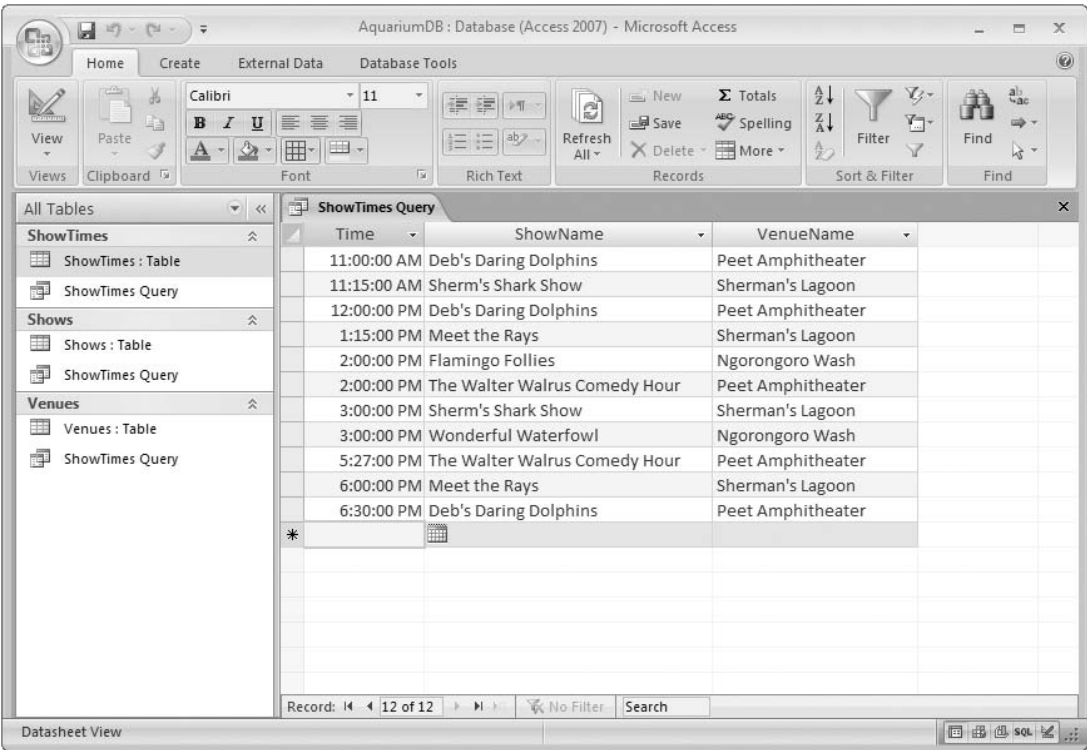 AquariumDB : Database (Access 2007) - Microsoft Access
Home Create External Data Database Tools
Calibri 11
B I U
A
View
Paste
Refresh All
New
Save
Delete
Σ Totals
Spelling
More
Filter
Find
Views Clipboard Font Rich Text Records Sort & Filter Find
All Tables
ShowTimes
ShowTimes : Table
ShowTimes Query
Shows
Shows : Table
ShowTimes Query
Venues
Venues : Table
ShowTimes Query
ShowTimes Query
Time ShowName VenueName
11:00:00 AM Deb's Daring Dolphins Peet Amphitheater
11:15:00 AM Sherm's Shark Show Sherman's Lagoon
12:00:00 PM Deb's Daring Dolphins Peet Amphitheater
1:15:00 PM Meet the Rays Sherman's Lagoon
2:00:00 PM Flamingo Follies Ngorongoro Wash
2:00:00 PM The Walter Walrus Comedy Hour Peet Amphitheater
3:00:00 PM Sherm's Shark Show Sherman's Lagoon
3:00:00 PM Wonderful Waterfowl Ngorongoro Wash
5:27:00 PM The Walter Walrus Comedy Hour Peet Amphitheater
6:00:00 PM Meet the Rays Sherman's Lagoon
6:30:00 PM Deb's Daring Dolphins Peet Amphitheater
Record: 12 of 12 No Filter Search
Datasheet View SQL